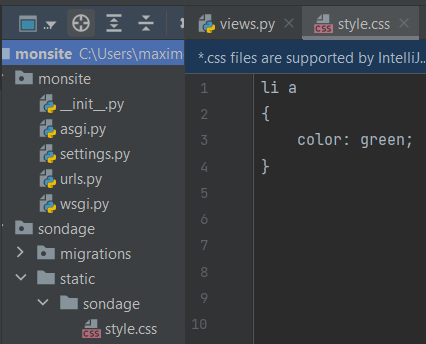 views.py
style.css
monsite C:\Users\maxim
*.css files are supported by IntelliJ..
monsite
__init__.py
asgi.py
settings.py
urls.py
wsgi.py
sondage
migrations
static
sondage
style.css
1 li a
2 {
3 color: green;
4 }
5
6
7
8
9
10